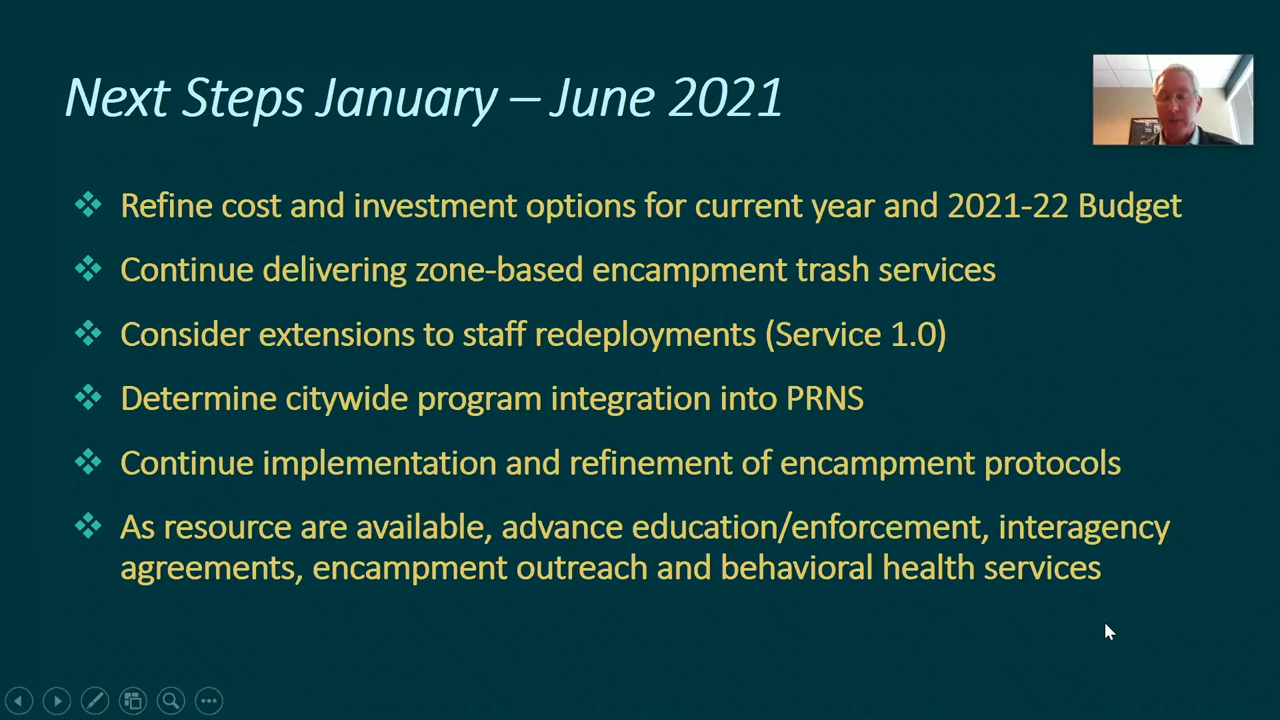 Next Steps January – June 2021
Refine cost and investment options for current year and 2021-22 Budget
Continue delivering zone-based encampment trash services
Consider extensions to staff redeployments (Service 1.0)
Determine citywide program integration into PRNS
Continue implementation and refinement of encampment protocols
As resource are available, advance education/enforcement, interagency
agreements, encampment outreach and behavioral health services